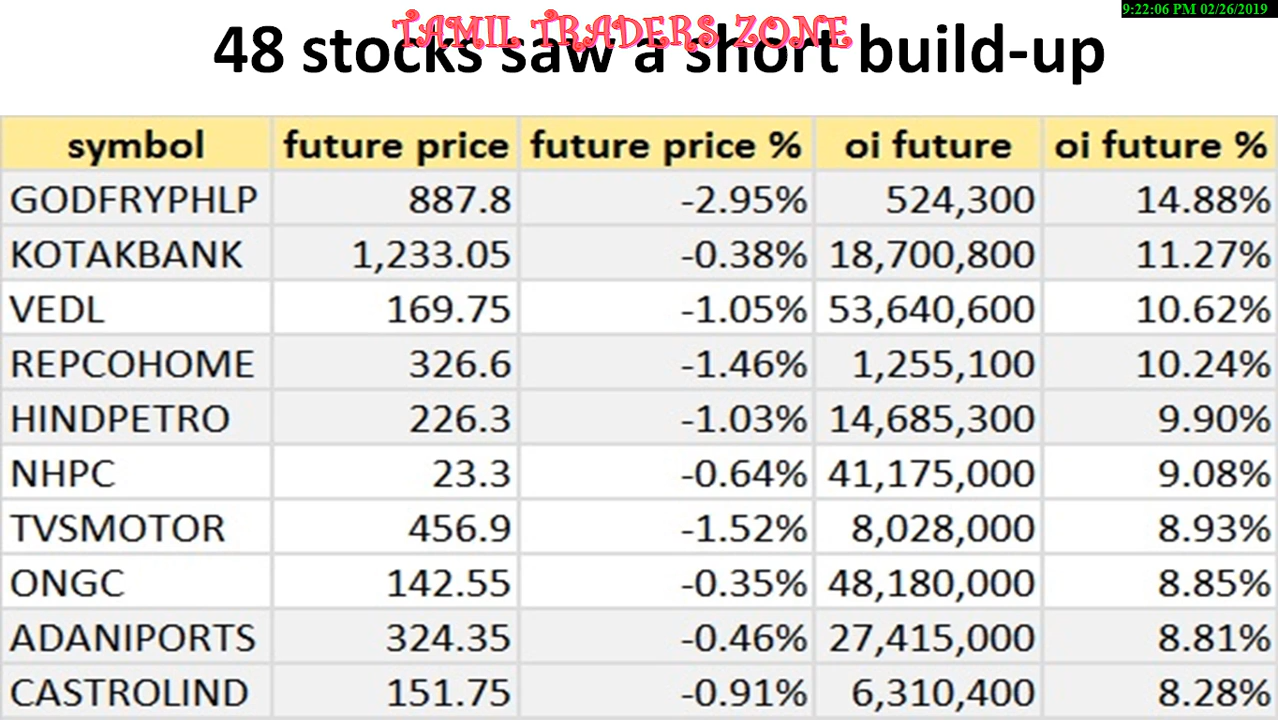 9:22:06 PM 02/26/2019
TAMIL TRADERS ZONE
48 stocks saw a short build-up
symbol future price future price % oi future oi future %
GODFRYPHLP 887.8 -2.95% 524,300 14.88%
KOTAKBANK 1,233.05 -0.38% 18,700,800 11.27%
VEDL 169.75 -1.05% 53,640,600 10.62%
REPCOHOME 326.6 -1.46% 1,255,100 10.24%
HINDPETRO 226.3 -1.03% 14,685,300 9.90%
NHPC 23.3 -0.64% 41,175,000 9.08%
TVSMOTOR 456.9 -1.52% 8,028,000 8.93%
ONGC 142.55 -0.35% 48,180,000 8.85%
ADANIPORTS 324.35 -0.46% 27,415,000 8.81%
CASTROLIND 151.75 -0.91% 6,310,400 8.28%